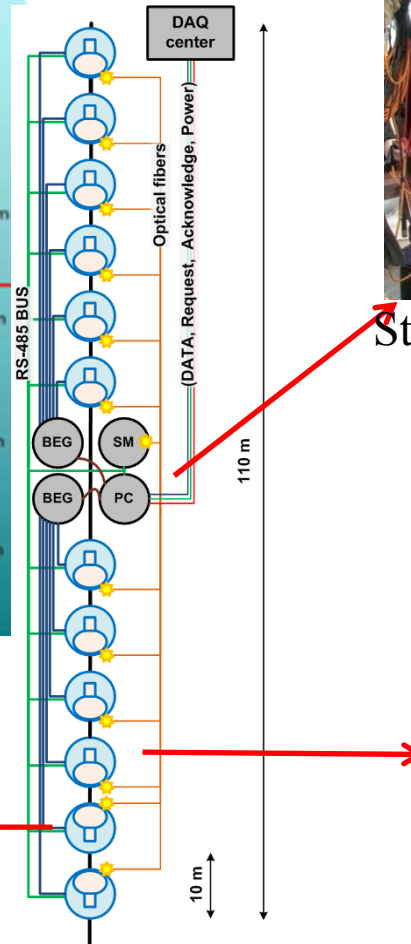 DAQ
center
Optical fibers
(DATA, Request, Acknowledge, Power)
RS-485 BUS
St
BEG
SM
BEG
PC
110 m
10 m